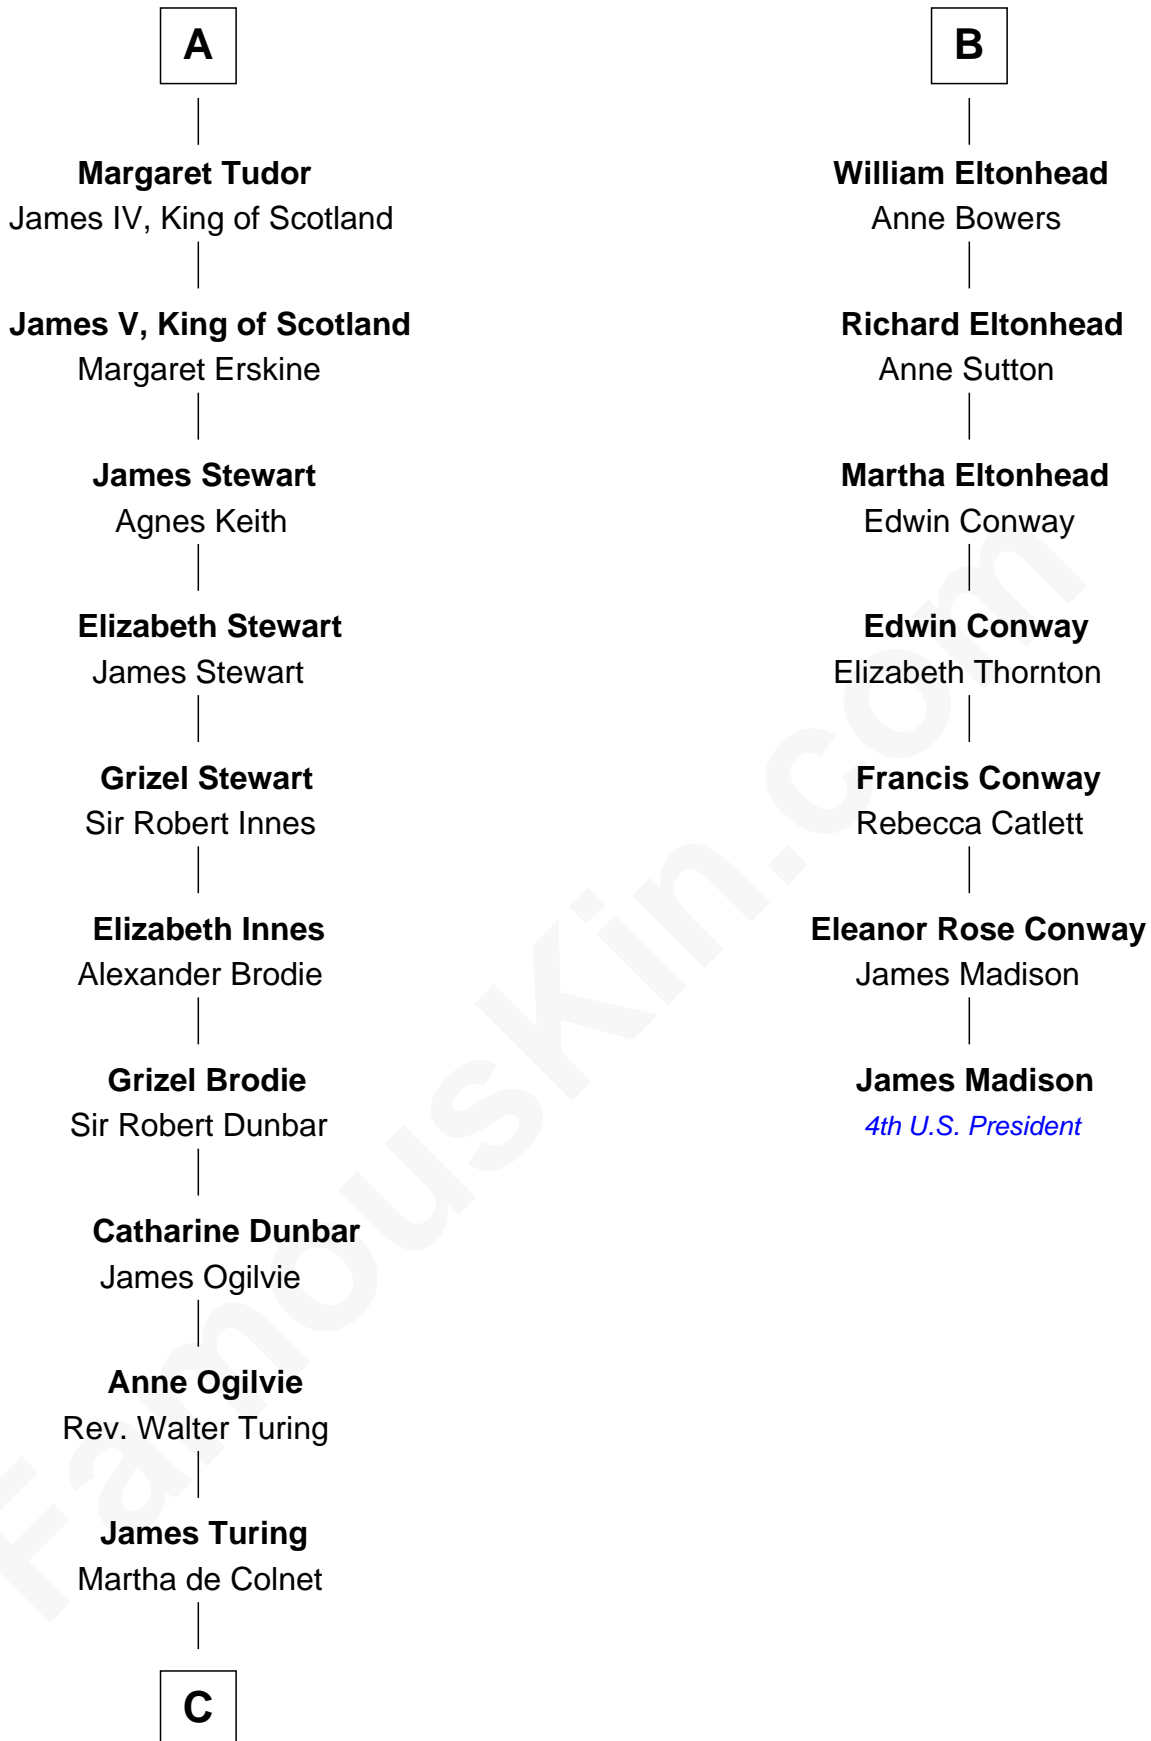 A
Margaret Tudor
James IV, King of Scotland
James V, King of Scotland
Margaret Erskine
James Stewart
Agnes Keith
Elizabeth Stewart
James Stewart
Grizel Stewart
Sir Robert Innes
Elizabeth Innes
Alexander Brodie
Grizel Brodie
Sir Robert Dunbar
Catharine Dunbar
James Ogilvie
Anne Ogilvie
Rev. Walter Turing
James Turing
Martha de Colnet
C
B
William Eltonhead
Anne Bowers
Richard Eltonhead
Anne Sutton
Martha Eltonhead
Edwin Conway
Edwin Conway
Elizabeth Thornton
Francis Conway
Rebecca Catlett
Eleanor Rose Conway
James Madison
James Madison
4th U.S. President
FamousKin.com